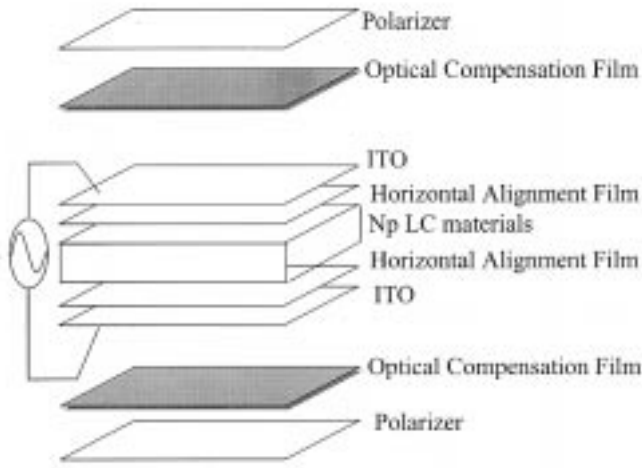 Polarizer
Optical Compensation Film
ITO
Horizontal Alignment Film
Np LC materials
Horizontal Alignment Film
ITO
Optical Compensation Film
Polarizer